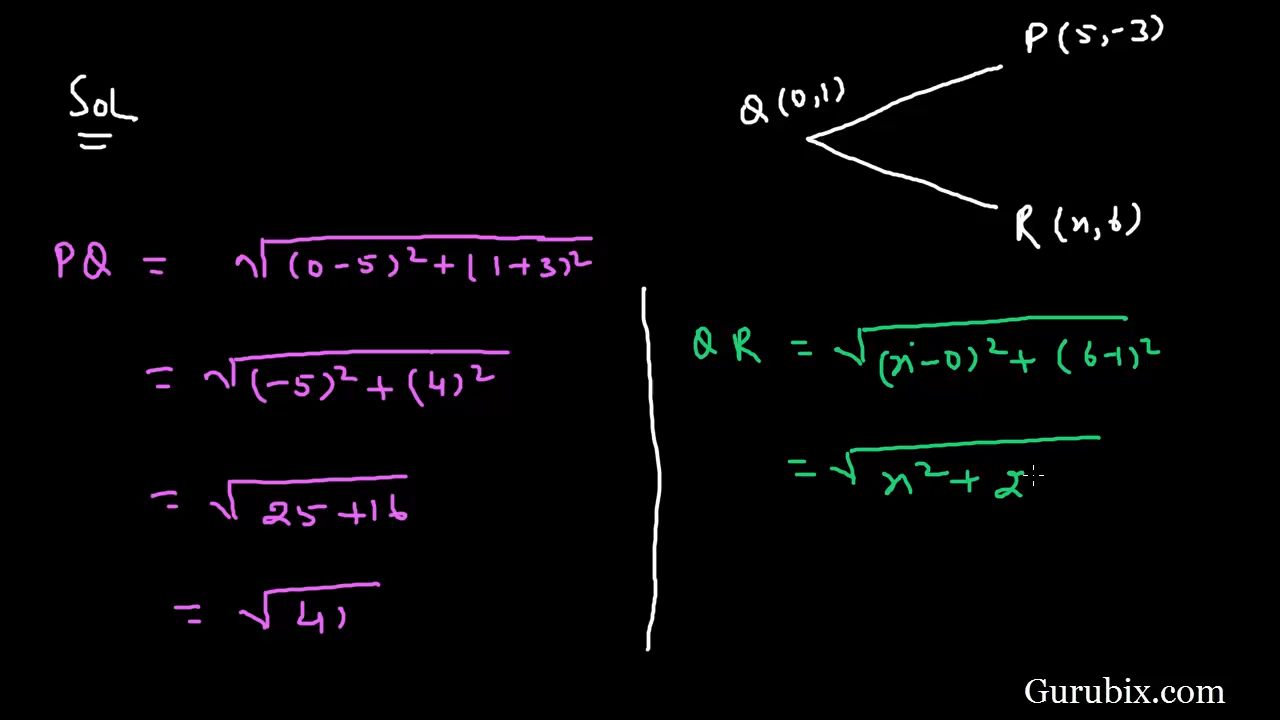 P(5,-3)
Q(0,1)
SOL
R(x,6)
PQ = √(0-5)²+(1+3)²
QR = √(x-0)²+(6-1)²
= √(-5)²+(4)²
= √x²+2
= √25+16
= √41
Gurubix.com